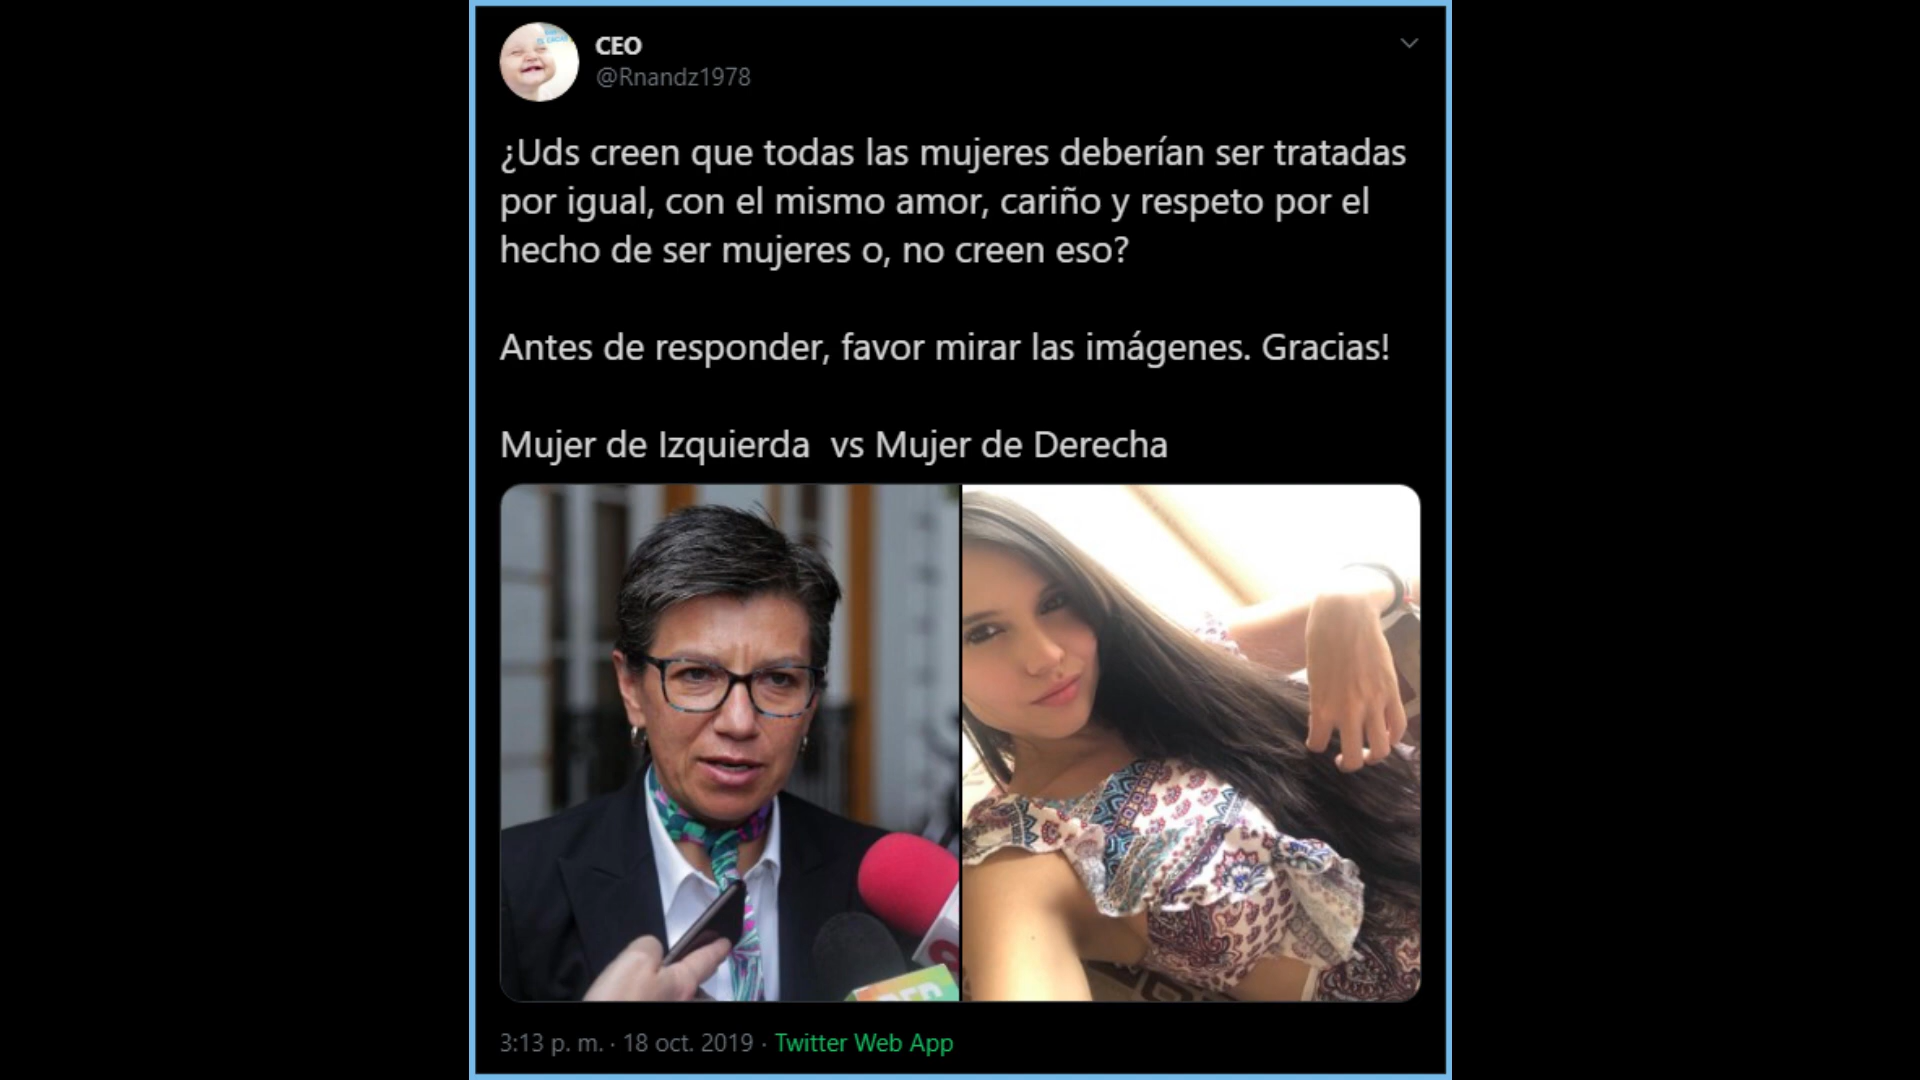 CEO
@Rnandz1978
¿Uds creen que todas las mujeres deberían ser tratadas
por igual, con el mismo amor, cariño y respeto por el
hecho de ser mujeres o, no creen eso?
Antes de responder, favor mirar las imágenes. Gracias!
Mujer de Izquierda  vs Mujer de Derecha
3:13 p. m. · 18 oct. 2019 · Twitter Web App